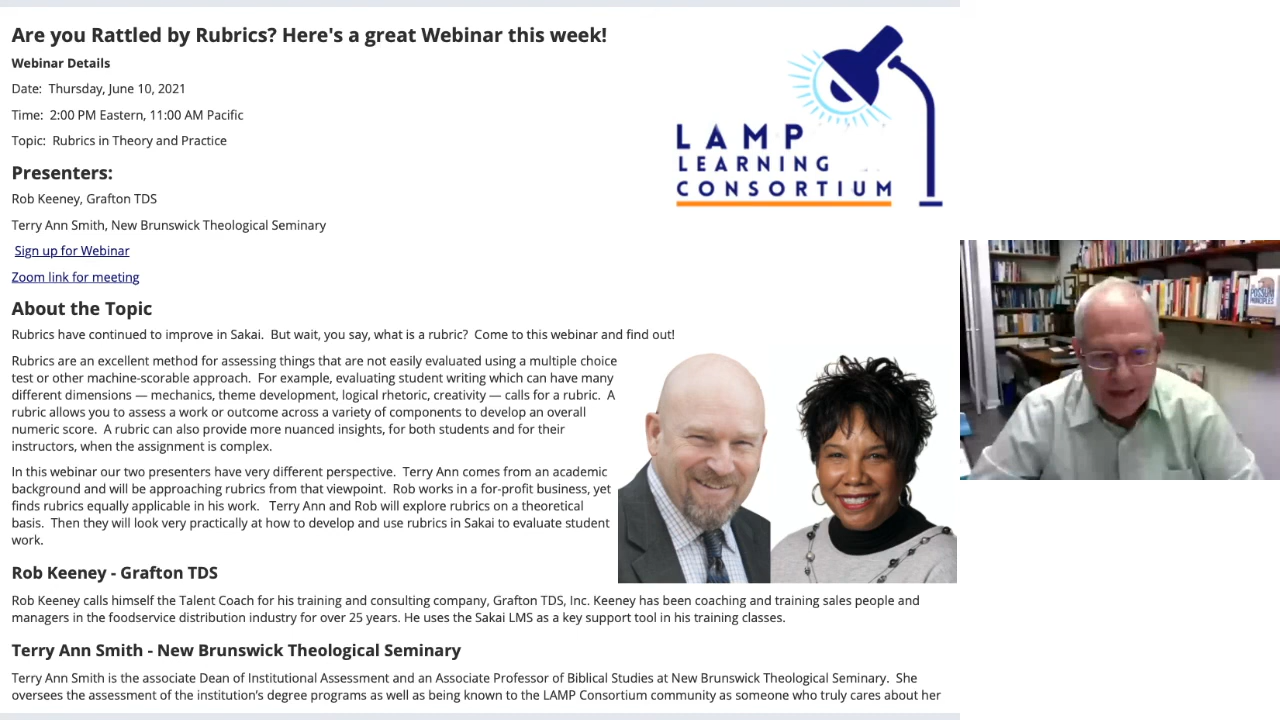 Are you Rattled by Rubrics? Here's a great Webinar this week!
Webinar Details
Date:  Thursday, June 10, 2021
Time:  2:00 PM Eastern, 11:00 AM Pacific
Topic:  Rubrics in Theory and Practice
Presenters:
Rob Keeney, Grafton TDS
Terry Ann Smith, New Brunswick Theological Seminary
Sign up for Webinar
Zoom link for meeting
LAMP
LEARNING
CONSORTIUM
About the Topic
Rubrics have continued to improve in Sakai.  But wait, you say, what is a rubric?  Come to this webinar and find out!
Rubrics are an excellent method for assessing things that are not easily evaluated using a multiple choice
test or other machine-scorable approach.  For example, evaluating student writing which can have many
different dimensions — mechanics, theme development, logical rhetoric, creativity — calls for a rubric.  A
rubric allows you to assess a work or outcome across a variety of components to develop an overall
numeric score.  A rubric can also provide more nuanced insights, for both students and for their
instructors, when the assignment is complex.
In this webinar our two presenters have very different perspective.  Terry Ann comes from an academic
background and will be approaching rubrics from that viewpoint.  Rob works in a for-profit business, yet
finds rubrics equally applicable in his work.   Terry Ann and Rob will explore rubrics on a theoretical
basis.  Then they will look very practically at how to develop and use rubrics in Sakai to evaluate student
work.
Rob Keeney - Grafton TDS
Rob Keeney calls himself the Talent Coach for his training and consulting company, Grafton TDS, Inc. Keeney has been coaching and training sales people and
managers in the foodservice distribution industry for over 25 years. He uses the Sakai LMS as a key support tool in his training classes.
Terry Ann Smith - New Brunswick Theological Seminary
Terry Ann Smith is the associate Dean of Institutional Assessment and an Associate Professor of Biblical Studies at New Brunswick Theological Seminary.  She
oversees the assessment of the institution's degree programs as well as being known to the LAMP Consortium community as someone who truly cares about her
POSSUM
PRINCIPLES